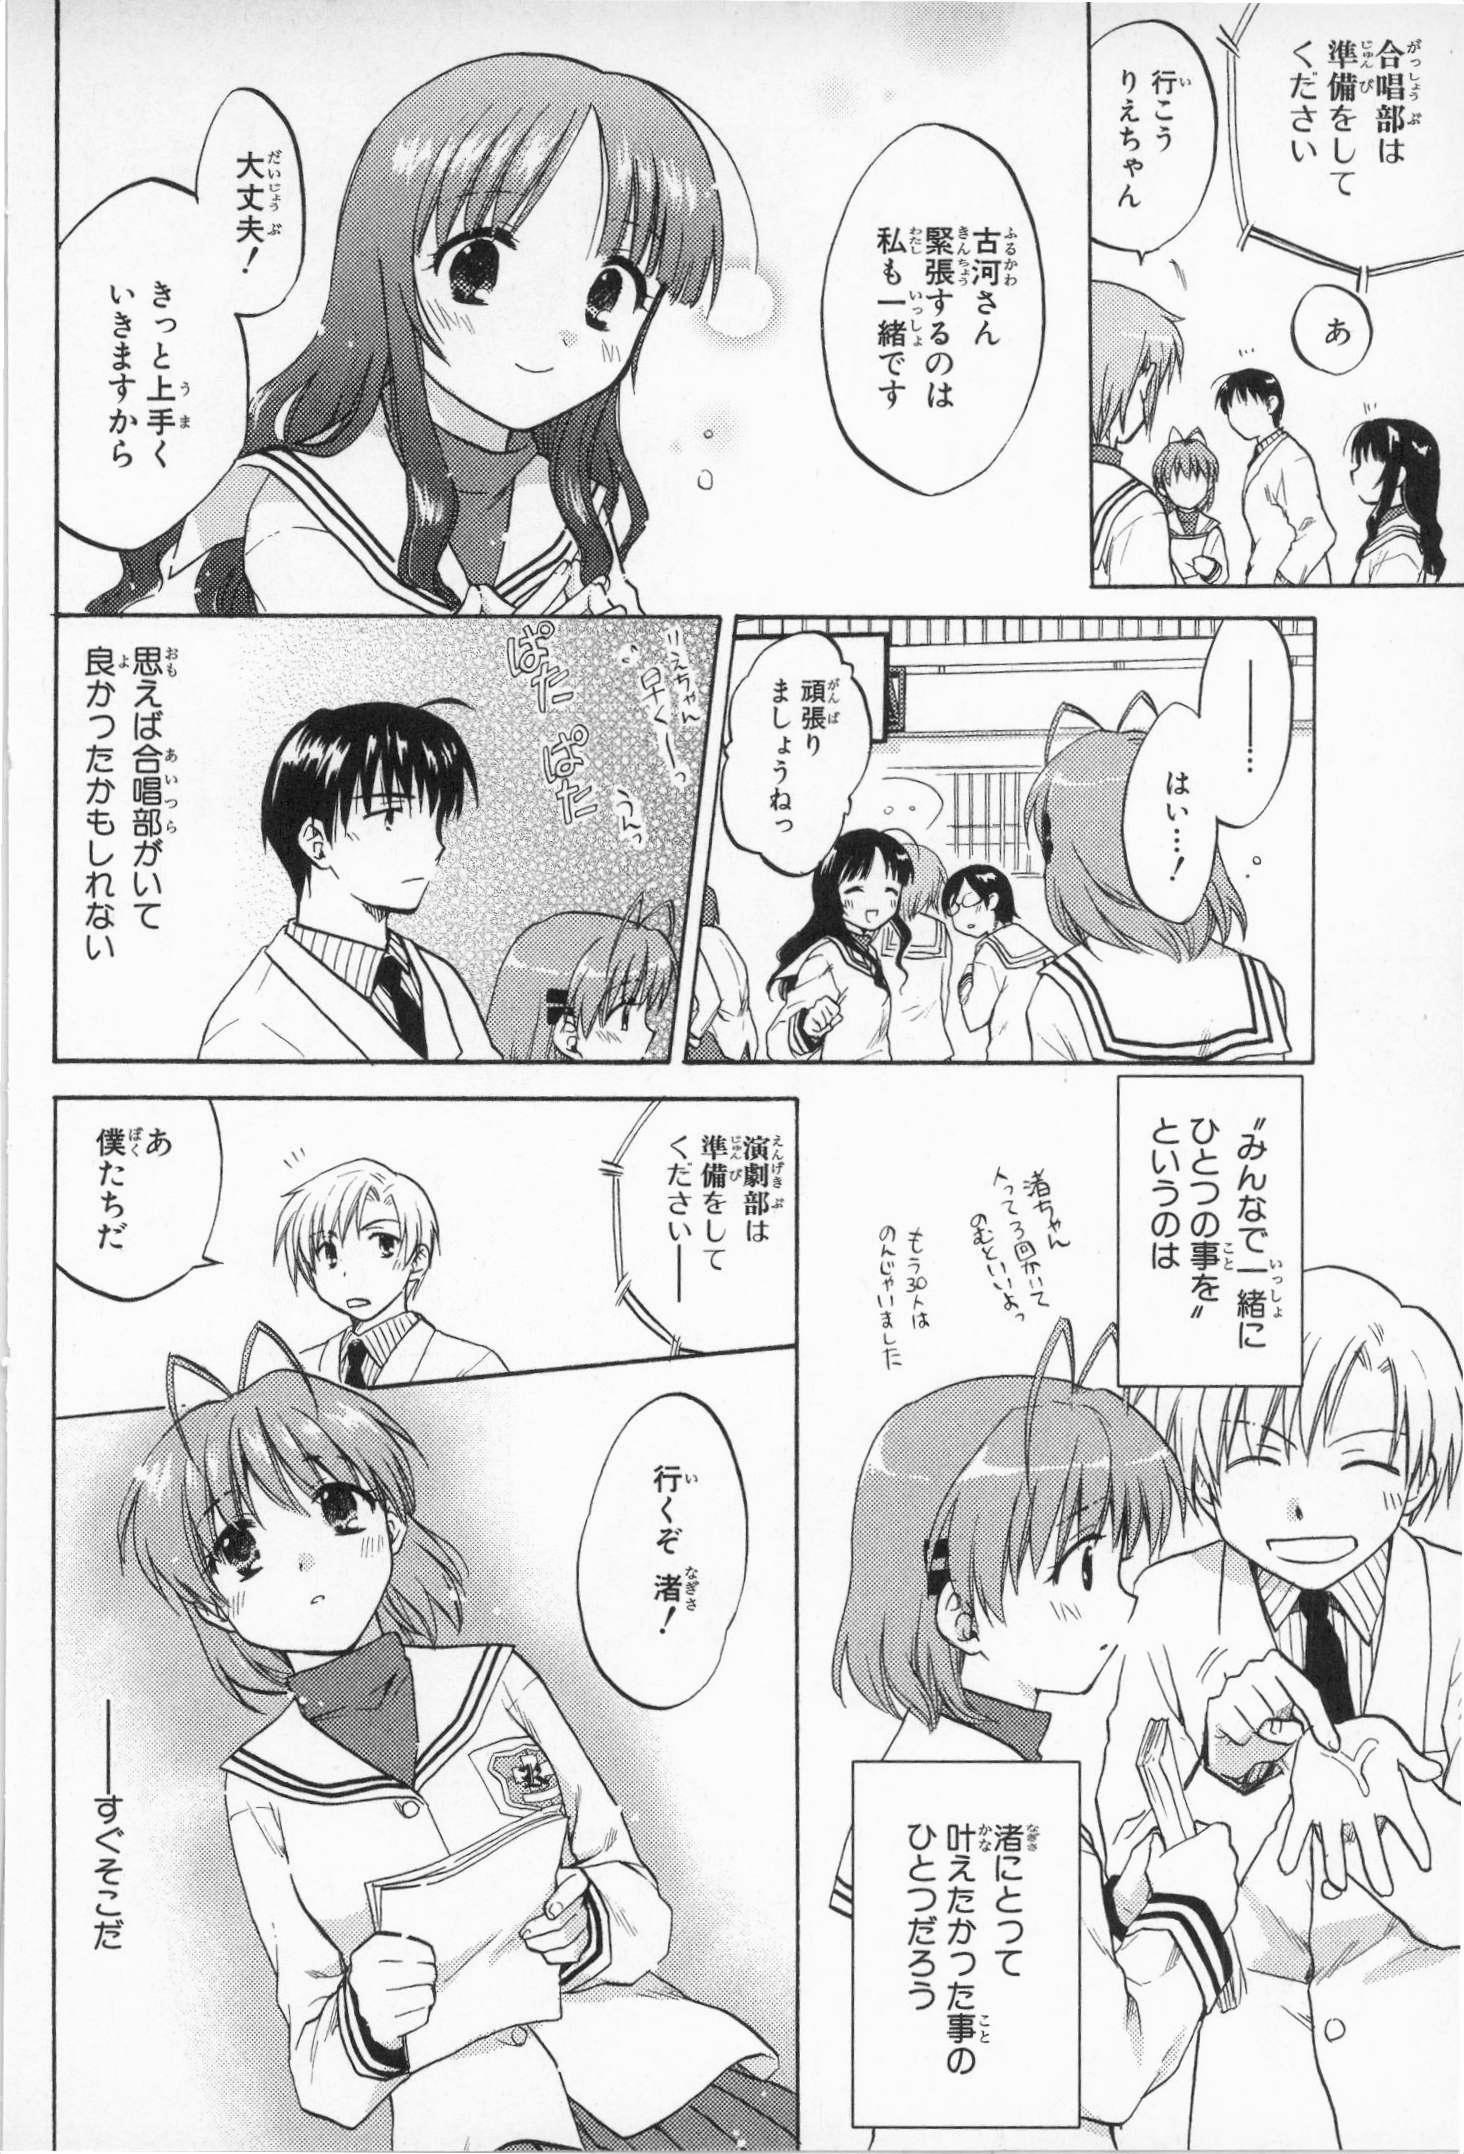 合唱部は
準備をして
ください
行こう
りえちゃん
あ
古河さん
緊張するのは
私も一緒です
大丈夫!
きっと上手く
いきますから
――…
はい…!
頑張り
ましょうねっ
りえちゃん
早くーっ
うんっ
ぱた
ぱた
思えば合唱部がいて
良かったかもしれない
〝みんなで一緒に
ひとつの事を〟
というのは
渚ちゃん
人って3回かいて
のむといいよっ
もう30人は
のんじゃいました
渚にとって
叶えたかった事の
ひとつだろう
演劇部は
準備をして
ください――
あ
僕たちだ
行くぞ 渚!
――すぐそこだ